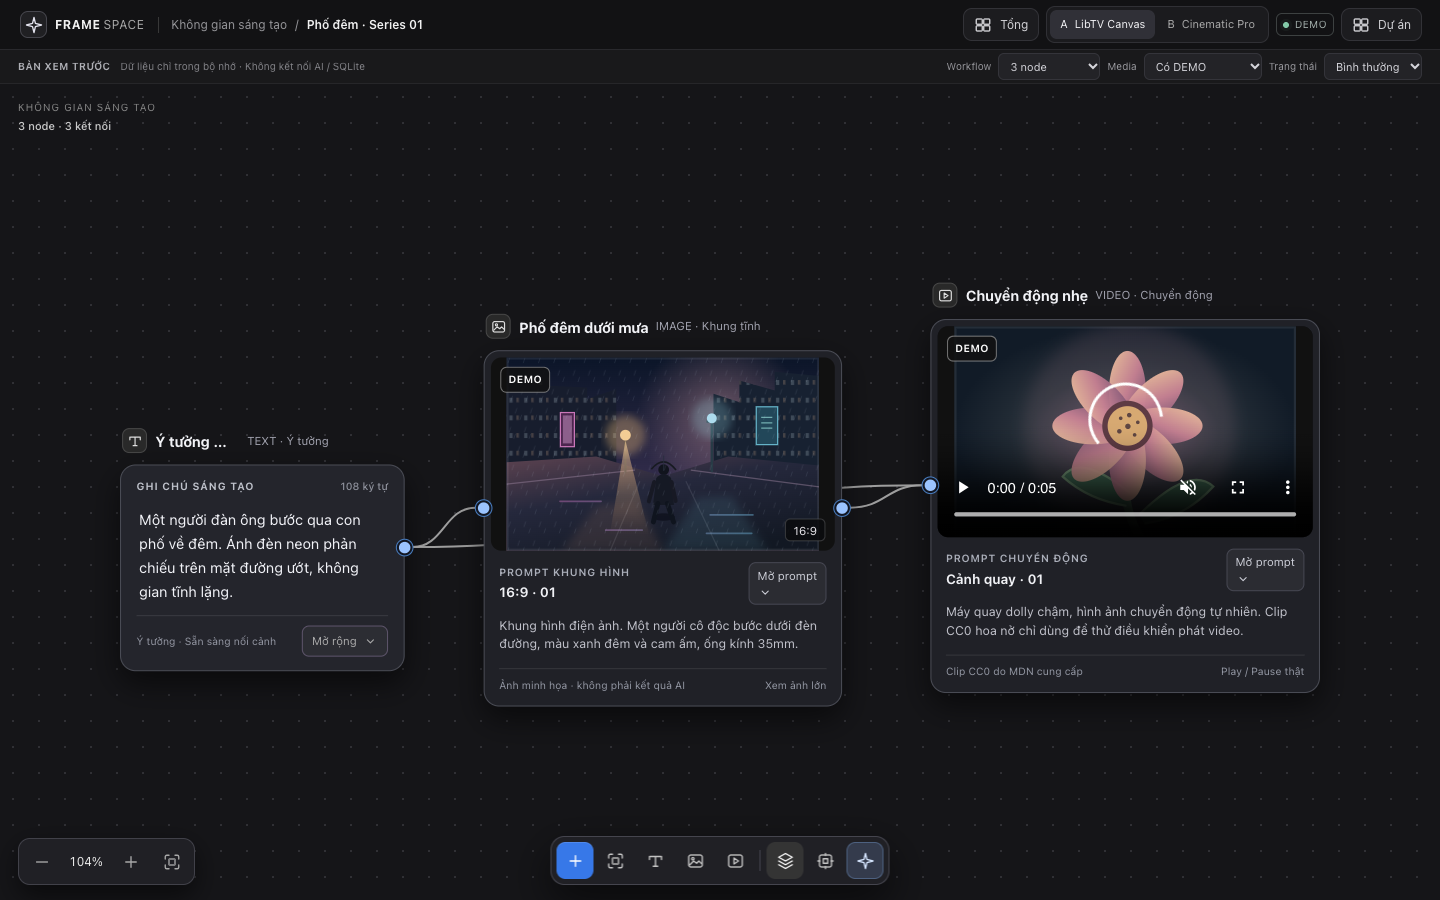 FRAME SPACE
Không gian sáng tạo / Phố đêm · Series 01
Tổng
A LibTV Canvas
B Cinematic Pro
DEMO
Dự án
BẢN XEM TRƯỚC
Dữ liệu chỉ trong bộ nhớ · Không kết nối AI / SQLite
Workflow
3 node
Media
Có DEMO
Trạng thái
Bình thường
KHÔNG GIAN SÁNG TẠO
3 node · 3 kết nối
Ý tưởng ...
TEXT · Ý tưởng
GHI CHÚ SÁNG TẠO
108 ký tự
Một người đàn ông bước qua con
phố về đêm. Ánh đèn neon phản
chiếu trên mặt đường ướt, không
gian tĩnh lặng.
Ý tưởng · Sẵn sàng nối cảnh
Mở rộng
Phố đêm dưới mưa
IMAGE · Khung tĩnh
DEMO
16:9
PROMPT KHUNG HÌNH
16:9 · 01
Mở prompt
Khung hình điện ảnh. Một người cô độc bước dưới đèn
đường, màu xanh đêm và cam ấm, ống kính 35mm.
Ảnh minh họa · không phải kết quả AI
Xem ảnh lớn
Chuyển động nhẹ
VIDEO · Chuyển động
DEMO
0:00 / 0:05
PROMPT CHUYỂN ĐỘNG
Cảnh quay · 01
Mở prompt
Máy quay dolly chậm, hình ảnh chuyển động tự nhiên. Clip
CC0 hoa nở chỉ dùng để thử điều khiển phát video.
Clip CC0 do MDN cung cấp
Play / Pause thật
104%